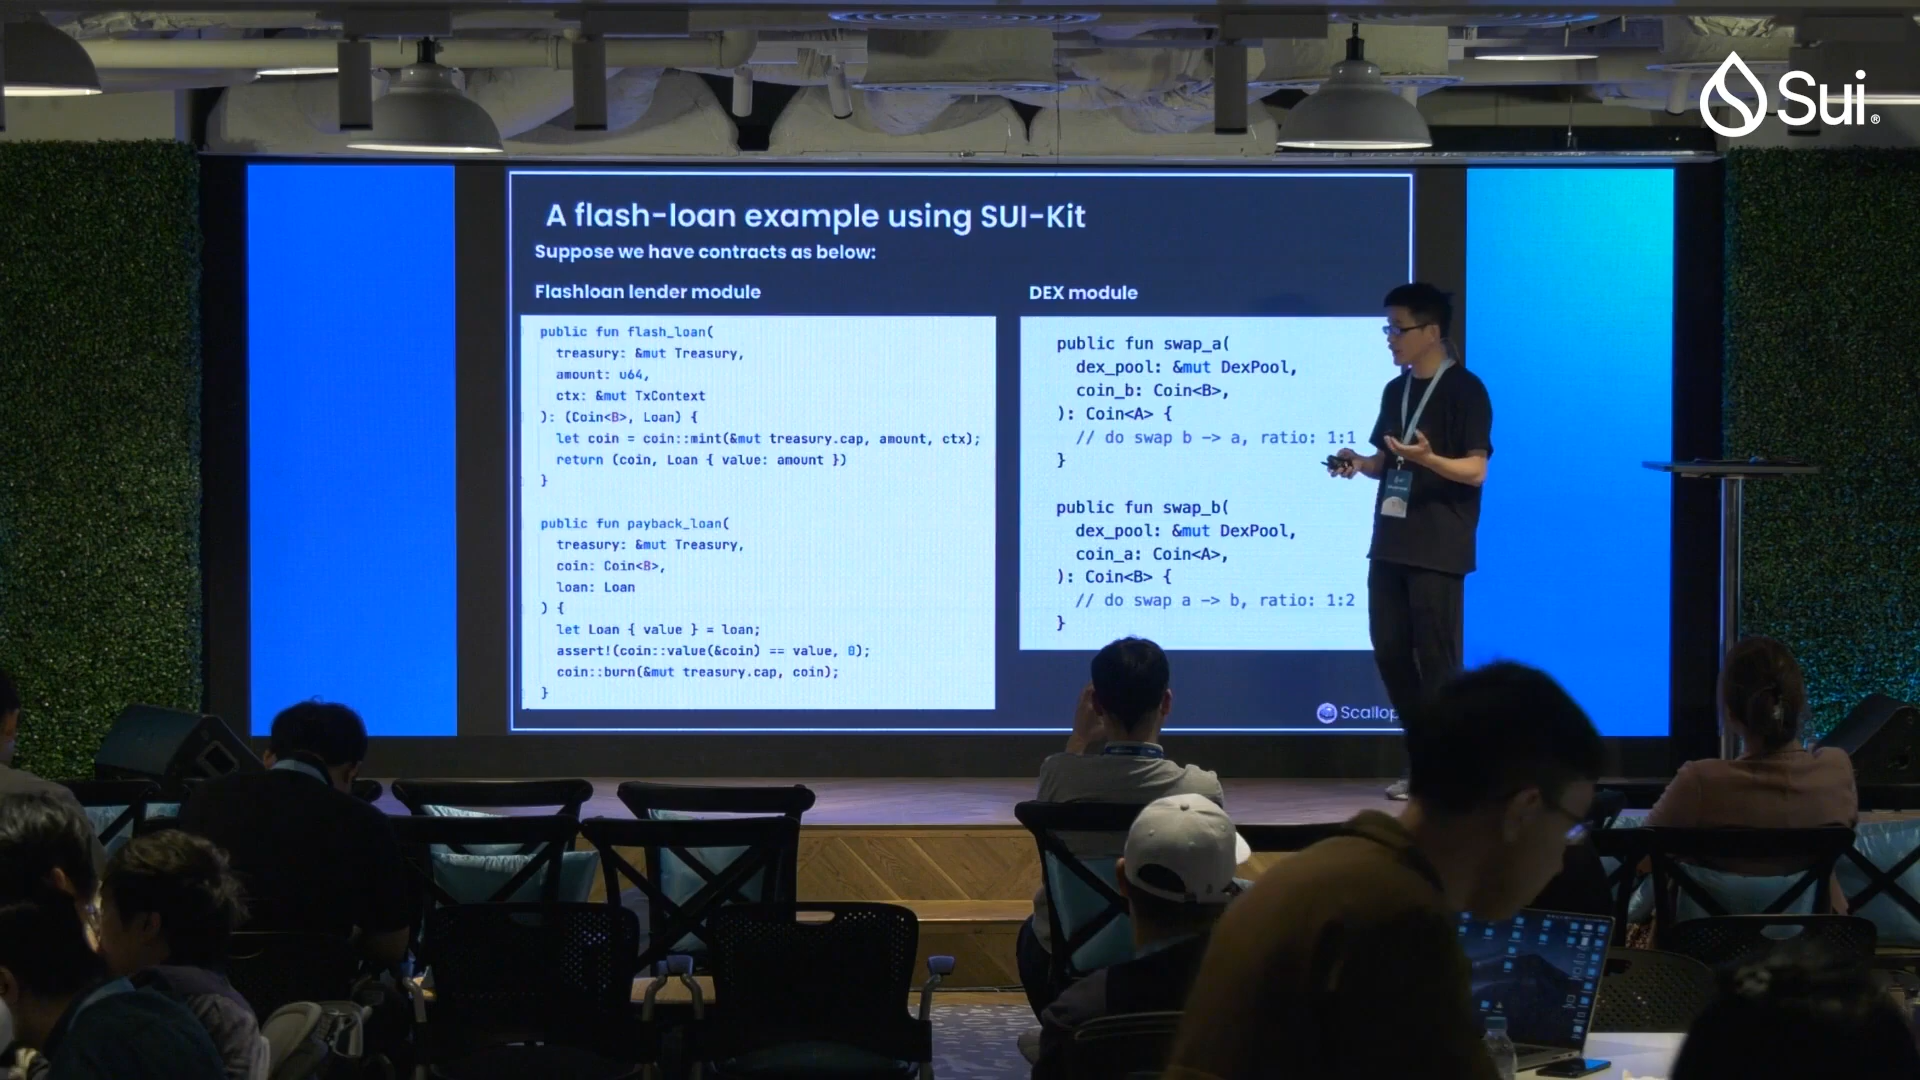 Sui
A flash-loan example using SUI-Kit
Suppose we have contracts as below:
Flashloan lender module
public fun flash_loan(
treasury: &mut Treasury,
amount: u64,
ctx: &mut TxContext
): (Coin<B>, Loan) {
let coin = coin::mint(&mut treasury.cap, amount, ctx);
return (coin, Loan { value: amount })
}
public fun payback_loan(
treasury: &mut Treasury,
coin: Coin<B>,
loan: Loan
) {
let Loan { value } = loan;
assert!(coin::value(&coin) == value, 0);
coin::burn(&mut treasury.cap, coin);
}
DEX module
public fun swap_a(
dex_pool: &mut DexPool,
coin_b: Coin<B>,
): Coin<A> {
// do swap b -> a, ratio: 1:1
}
public fun swap_b(
dex_pool: &mut DexPool,
coin_a: Coin<A>,
): Coin<B> {
// do swap a -> b, ratio: 1:2
}
Scallop